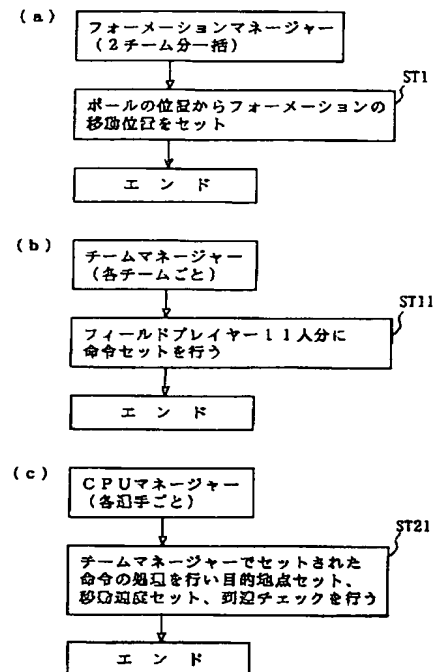 (a)
フォーメーションマネージャー
(2チーム分一括)
ST1
ボールの位置からフォーメーションの
移動位置をセット
エ ン ド
(b)
チームマネージャー
(各チームごと)
ST11
フィールドプレイヤー11人分に
命令セットを行う
エ ン ド
(c)
CPUマネージャー
(各選手ごと)
ST21
チームマネージャーでセットされた
命令の処理を行い目的地点セット、
移動速度セット、到達チェックを行う
エ ン ド